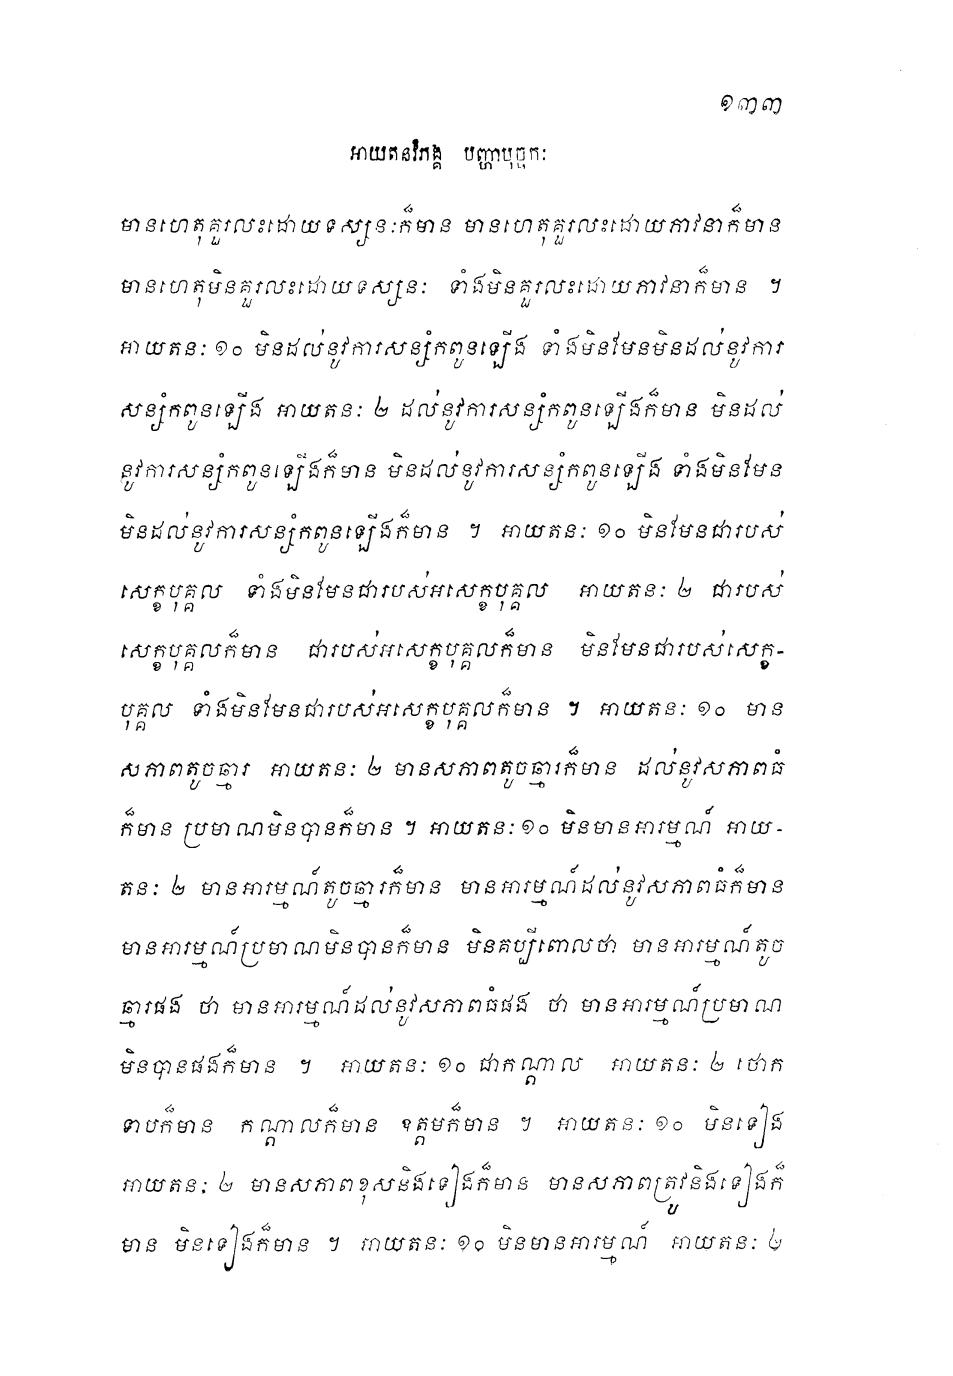 ១៣៣
អាយតនវិភង្គ បញ្ហាបុច្ឆកៈ
មានហេតុគួរលះដោយទស្សនៈក៏មាន មានហេតុគួរលះដោយភាវនាក៏មាន
មានហេតុមិនគួរលះដោយទស្សនៈ ទាំងមិនគួរលះដោយភាវនាក៏មាន ។
អាយតនៈ ១០ មិនដល់នូវការសន្សំកពូនឡើង ទាំងមិនមែនមិនដល់នូវការ
សន្សំកពូនឡើង អាយតនៈ ២ ដល់នូវការសន្សំកពូនឡើងក៏មាន មិនដល់
នូវការសន្សំកពូនឡើងក៏មាន មិនដល់នូវការសន្សំកពូនឡើង ទាំងមិនមែន
មិនដល់នូវការសន្សំកពូនឡើងក៏មាន ។ អាយតនៈ ១០ មិនមែនជារបស់
សេក្ខបុគ្គល ទាំងមិនមែនជារបស់អសេក្ខបុគ្គល អាយតនៈ ២ ជារបស់
សេក្ខបុគ្គលក៏មាន ជារបស់អសេក្ខបុគ្គលក៏មាន មិនមែនជារបស់សេក្ខ-
បុគ្គល ទាំងមិនមែនជារបស់អសេក្ខបុគ្គលក៏មាន ។ អាយតនៈ ១០ មាន
សភាពតូចឆ្មារ អាយតនៈ ២ មានសភាពតូចឆ្មារក៏មាន ដល់នូវសភាពធំ
ក៏មាន ប្រមាណមិនបានក៏មាន ។ អាយតនៈ ១០ មិនមានអារម្មណ៍ អាយ-
តនៈ ២ មានអារម្មណ៍តូចឆ្មារក៏មាន មានអារម្មណ៍ដល់នូវសភាពធំក៏មាន
មានអារម្មណ៍ប្រមាណមិនបានក៏មាន មិនគប្បីពោលថា មានអារម្មណ៍តូច
ឆ្មារផង ថា មានអារម្មណ៍ដល់នូវសភាពធំផង ថា មានអារម្មណ៍ប្រមាណ
មិនបានផងក៏មាន ។ អាយតនៈ ១០ ជាកណ្តាល អាយតនៈ ២ ថោក
ទាបក៏មាន កណ្តាលក៏មាន ឧត្តមក៏មាន ។ អាយតនៈ ១០ មិនទៀង
អាយតនៈ ២ មានសភាពខុសនិងទៀងក៏មាន មានសភាពត្រូវនិងទៀងក៏
មាន មិនទៀងក៏មាន ។ អាយតនៈ ១០ មិនមានអារម្មណ៍ អាយតនៈ ២